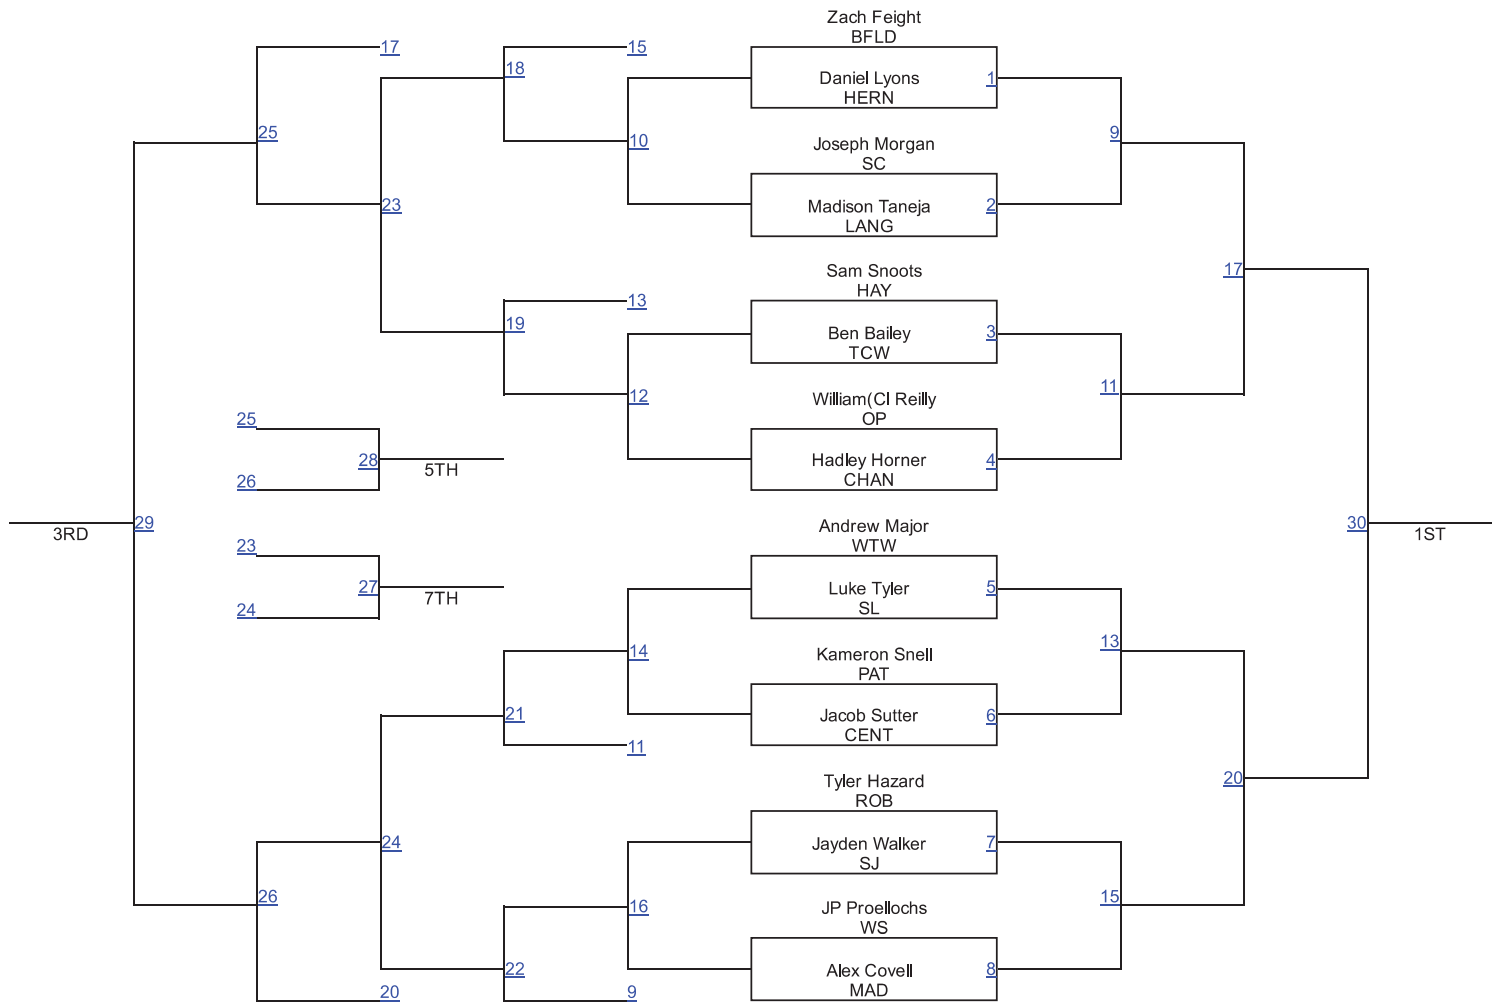 Zach Feight
BFLD
17
15
18
Daniel Lyons
1
HERN
25
10
9
Joseph Morgan
SC
23
Madison Taneja
2
LANG
Sam Snoots
17
HAY
13
19
Ben Bailey
3
TCW
12
11
William(Cl Reilly
OP
25
28
5TH
Hadley Horner
4
CHAN
26
29
3RD
Andrew Major
30
1ST
WTW
23
27
7TH
Luke Tyler
5
SL
24
14
Kameron Snell
13
PAT
21
Jacob Sutter
6
CENT
11
Tyler Hazard
20
ROB
24
Jayden Walker
7
SJ
26
16
JP Proellochs
15
WS
22
Alex Covell
8
MAD
20
9